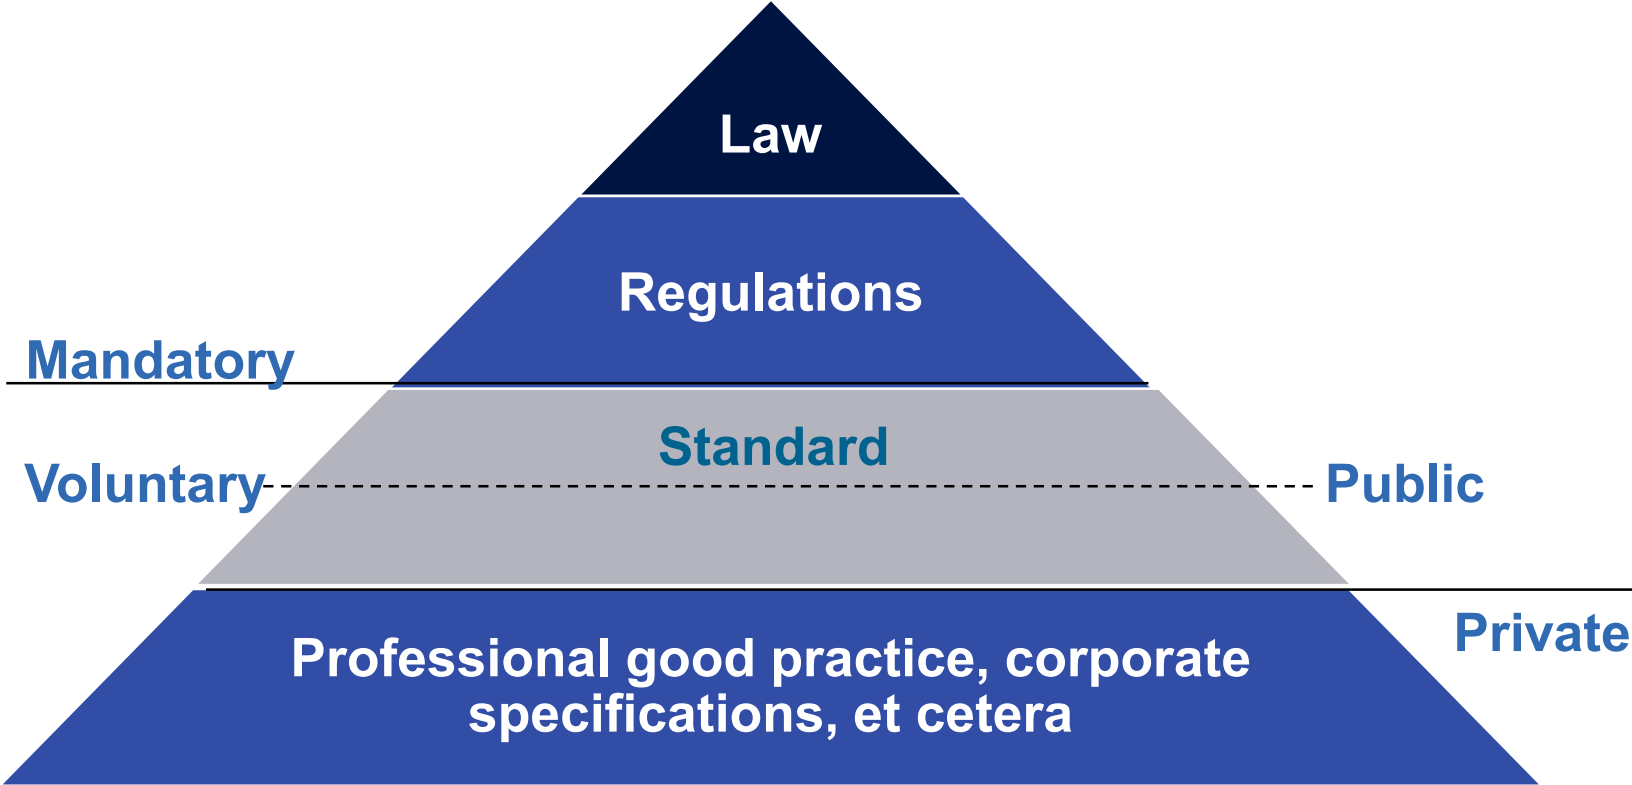 Law
Regulations
Mandatory
Standard
Voluntary
Public
Private
Professional good practice, corporate
specifications, et cetera